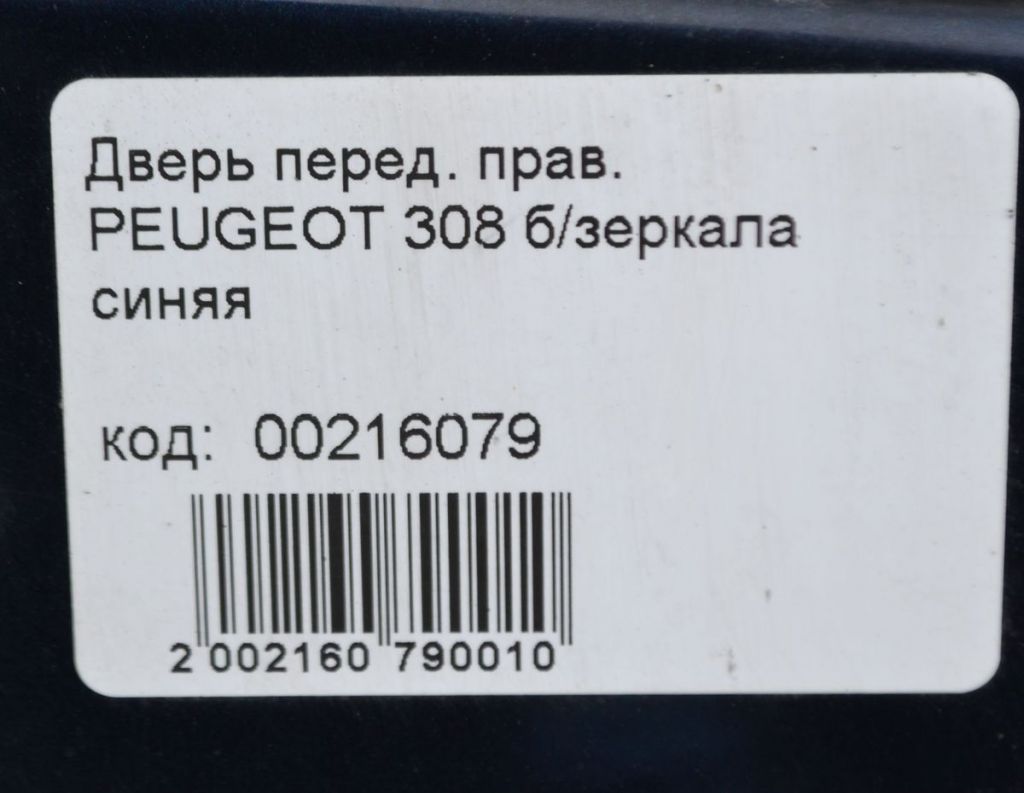 Дверь перед. прав.
PEUGEOT 308 б/зеркала
синяя
код: 00216079
2 002160 790010